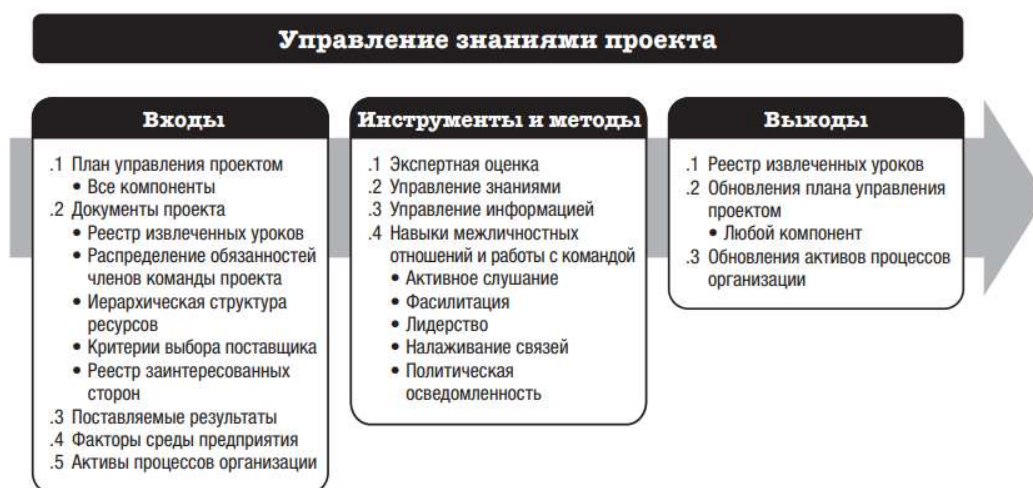 Управление знаниями проекта
Входы
.1 План управления проектом
• Все компоненты
.2 Документы проекта
• Реестр извлеченных уроков
• Распределение обязанностей
членов команды проекта
• Иерархическая структура
ресурсов
• Критерии выбора поставщика
• Реестр заинтересованных
сторон
.3 Поставляемые результаты
.4 Факторы среды предприятия
.5 Активы процессов организации
Инструменты и методы
.1 Экспертная оценка
.2 Управление знаниями
.3 Управление информацией
.4 Навыки межличностных
отношений и работы с командой
• Активное слушание
• Фасилитация
• Лидерство
• Налаживание связей
• Политическая
осведомленность
Выходы
.1 Реестр извлеченных уроков
.2 Обновления плана управления
проектом
• Любой компонент
.3 Обновления активов процессов
организации